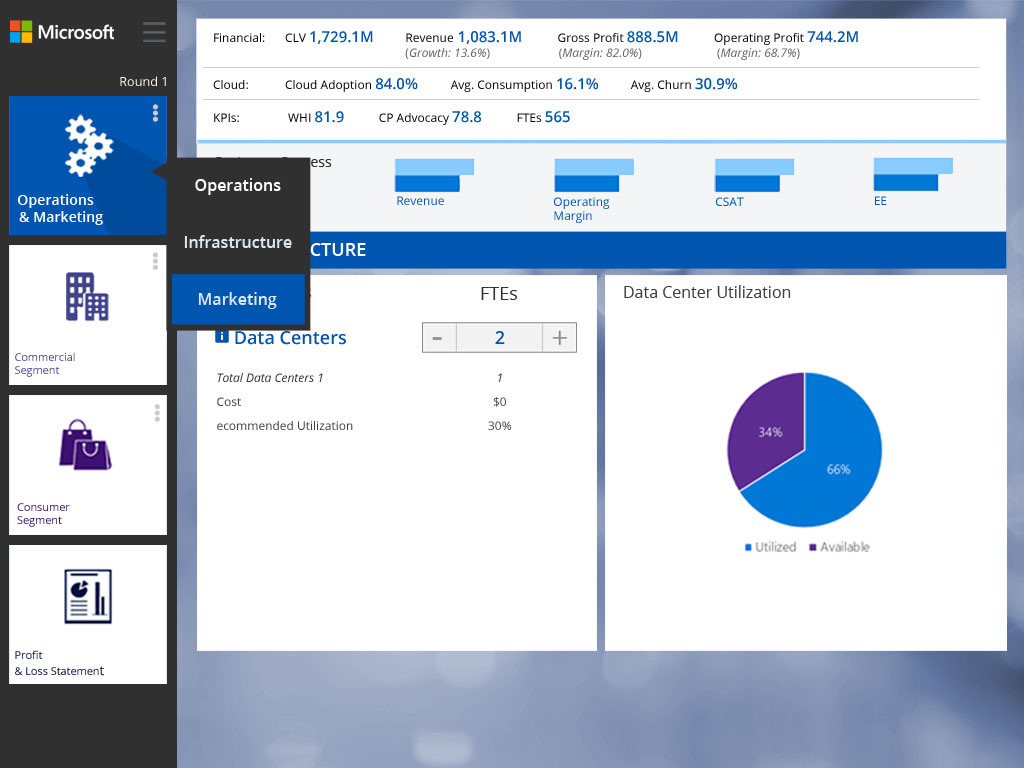 Microsoft
Round 1
Operations
& Marketing
Commercial
Segment
Consumer
Segment
Profit
& Loss Statement
Operations
Infrastructure
Marketing
Financial: CLV 1,729.1M Revenue 1,083.1M Gross Profit 888.5M Operating Profit 744.2M
(Growth: 13.6%) (Margin: 82.0%) (Margin: 68.7%)
Cloud: Cloud Adoption 84.0% Avg. Consumption 16.1% Avg. Churn 30.9%
KPIs: WHI 81.9 CP Advocacy 78.8 FTEs 565
Revenue
Operating
Margin
CSAT
EE
CTURE
FTEs
Data Centers - 2 +
Total Data Centers 1 1
Cost $0
ecommended Utilization 30%
Data Center Utilization
34%
66%
Utilized Available